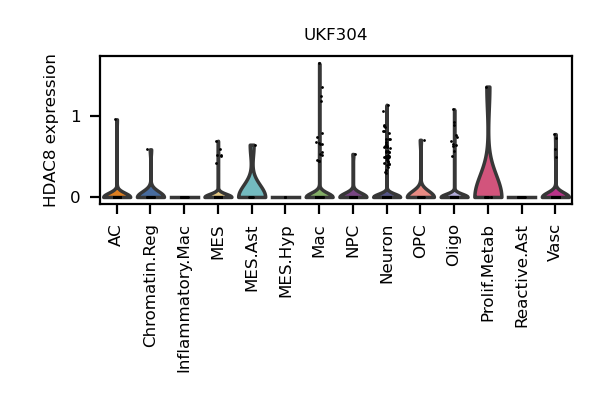 UKF304
HDAC8 expression
1
0
AC
Chromatin.Reg
Inflammatory.Mac
MES
MES.Ast
MES.Hyp
Mac
NPC
Neuron
OPC
Oligo
Prolif.Metab
Reactive.Ast
Vasc